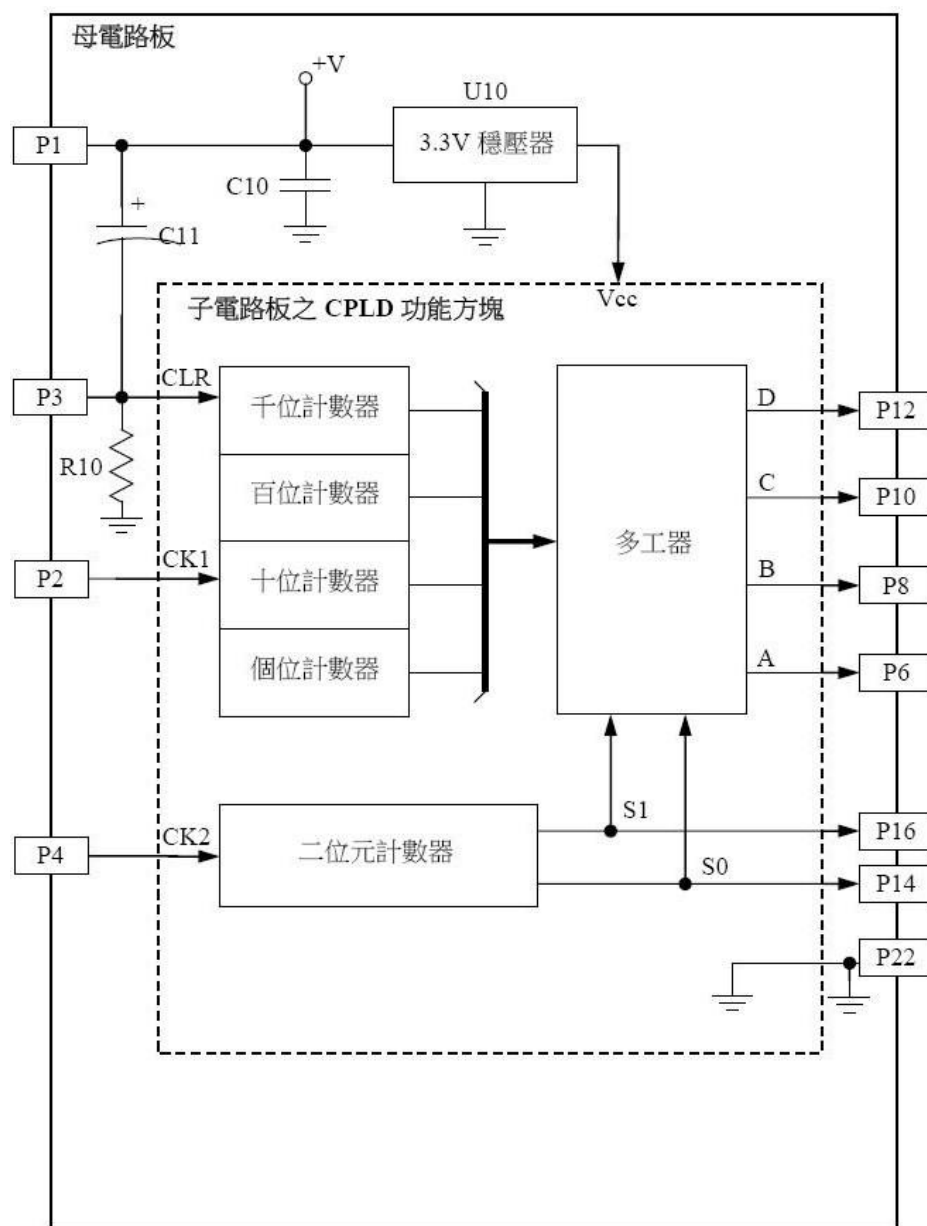 母電路板
+V
U10
P1
3.3V 穩壓器
C10
+
C11
Vcc
子電路板之 CPLD 功能方塊
P3
CLR
千位計數器
D
P12
R10
百位計數器
C
P10
多工器
P2
CK1
十位計數器
B
P8
個位計數器
A
P6
P4
CK2
二位元計數器
S1
P16
S0
P14
P22